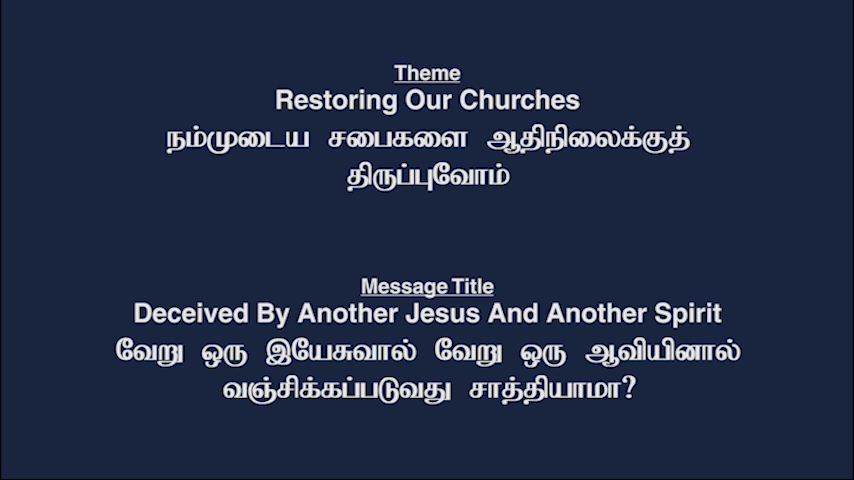 Theme
Restoring Our Churches
நம்முடைய சபைகளை ஆதிநிலைக்குத்
திருப்புவோம்
Message Title
Deceived By Another Jesus And Another Spirit
வேறு ஒரு இயேசுவால் வேறு ஒரு ஆவியினால்
வஞ்சிக்கப்படுவது சாத்தியாமா?